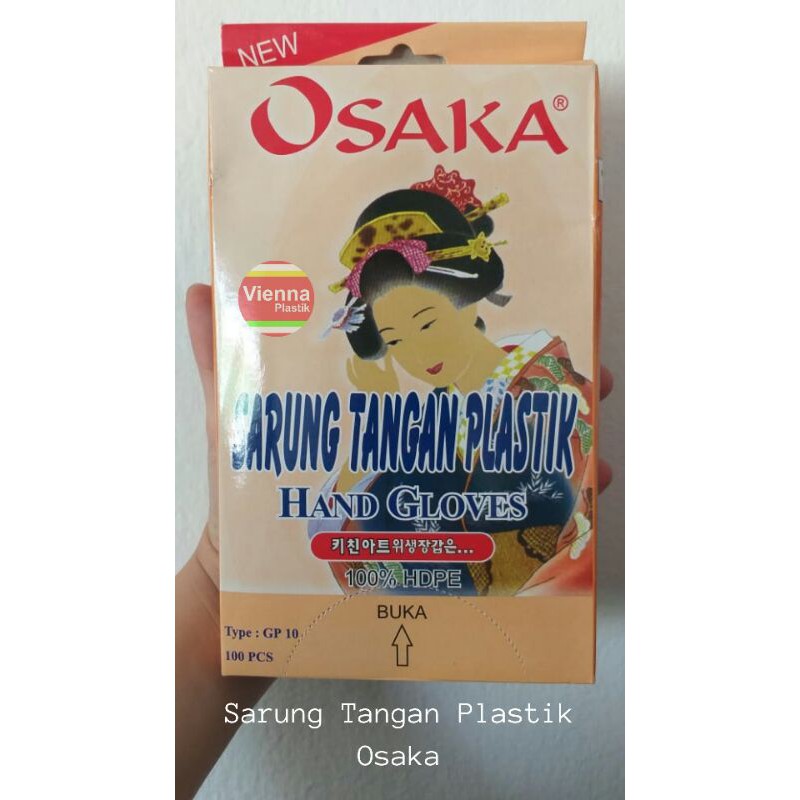 NEW
OSAKA®
Vienna
Plastik
SARUNG TANGAN PLASTIK
HAND GLOVES
키친아트위생장갑은...
100% HDPE
BUKA
Type : GP 10
100 PCS
Sarung Tangan Plastik
Osaka